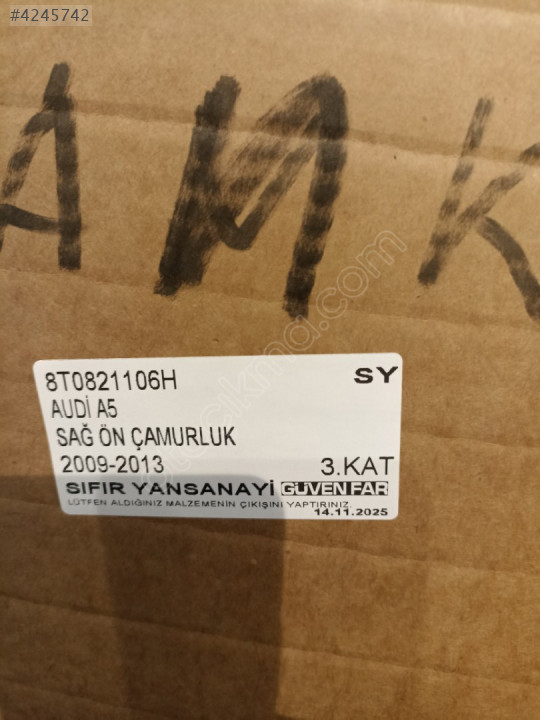 #4245742
AMK
8T0821106H SY
AUDİ A5
SAĞ ÖN ÇAMURLUK
2009-2013 3.KAT
SIFIR YANSANAYİ GÜVEN FAR
LÜTFEN ALDIĞINIZ MALZEMENİN ÇIKIŞINI YAPTIRINIZ.
14.11.2025